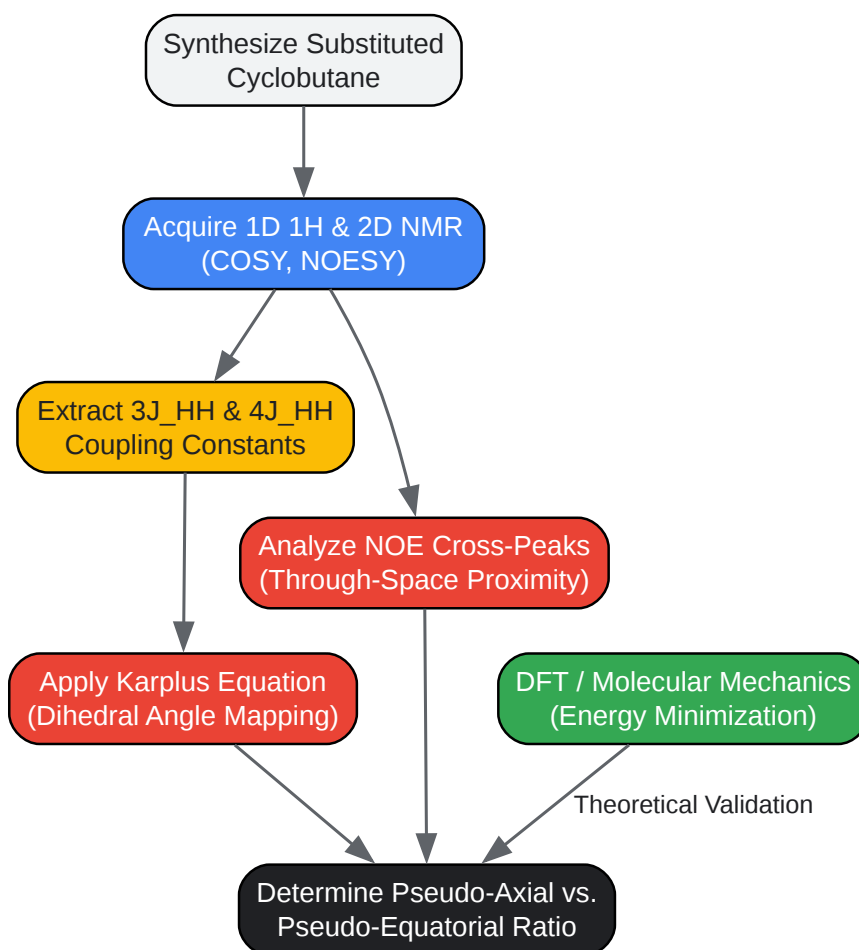 Synthesize Substituted
Cyclobutane
Acquire 1D 1H & 2D NMR
(COSY, NOESY)
Extract 3J_HH & 4J_HH
Coupling Constants
Analyze NOE Cross-Peaks
(Through-Space Proximity)
Apply Karplus Equation
(Dihedral Angle Mapping)
DFT / Molecular Mechanics
(Energy Minimization)
Theoretical Validation
Determine Pseudo-Axial vs.
Pseudo-Equatorial Ratio